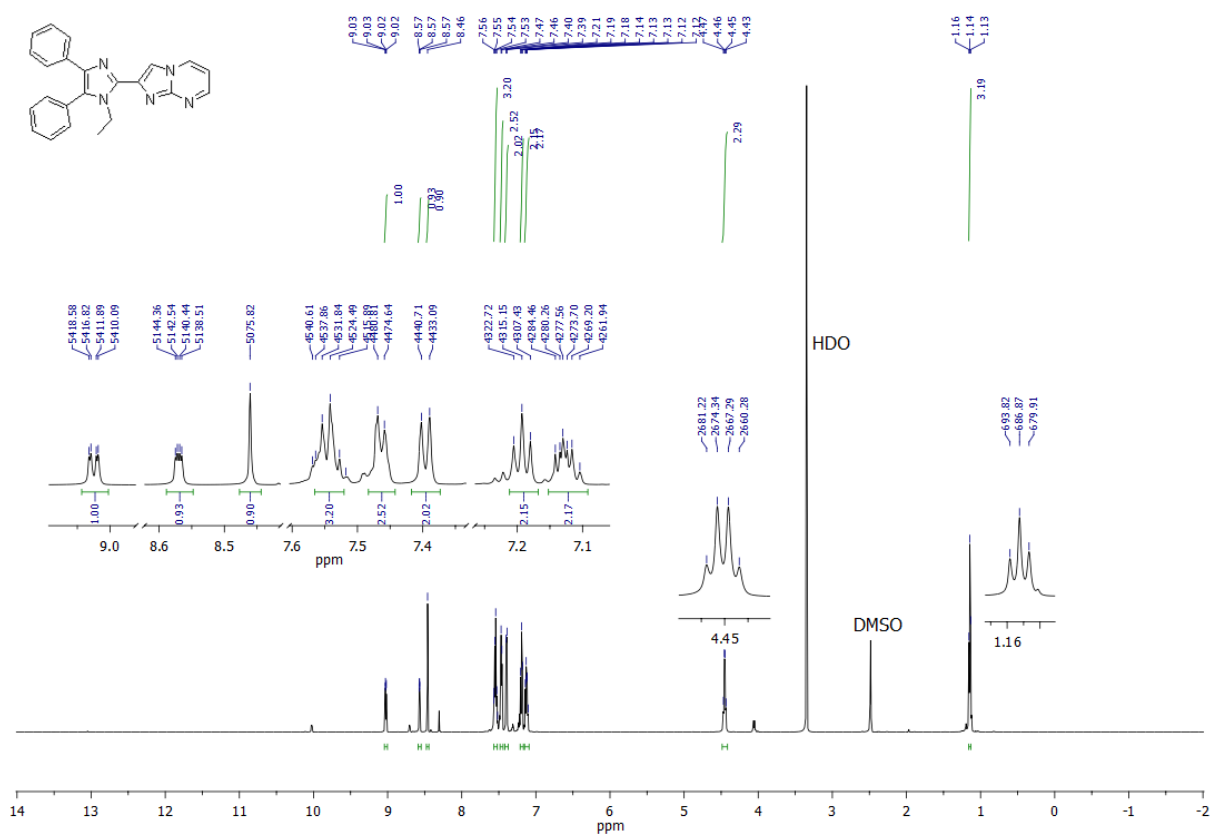 9.03 9.03 9.02 9.02 8.57 8.57 8.57 8.46 7.56 7.55 7.54 7.53 7.47 7.46 7.40 7.39 7.21 7.19 7.18 7.14 7.13 7.13 7.12 7.12 4.47 4.46 4.45 4.43 1.16 1.14 1.13
N
N
N
N
N
1.00 0.93 0.90 3.20 2.52 2.02 2.15 2.17 2.29 3.19
5418.58 5416.82 5411.89 5410.09 5144.36 5142.54 5140.44 5138.51 5075.82 4540.61 4537.86 4531.84 4524.49 4515.89 4480.81 4474.64 4440.71 4433.09 4322.72 4315.15 4307.43 4284.46 4280.26 4277.56 4273.70 4269.20 4261.94
HDO
2681.22 2674.34 2667.29 2660.28 693.82 686.87 679.91
1.00 0.93 0.90 3.20 2.52 2.02 2.15 2.17
9.0 8.6 8.5 7.6 7.5 7.4 7.2 7.1
ppm ppm
DMSO
4.45 1.16
14 13 12 11 10 9 8 7 6 5 4 3 2 1 0 -1 -2
ppm